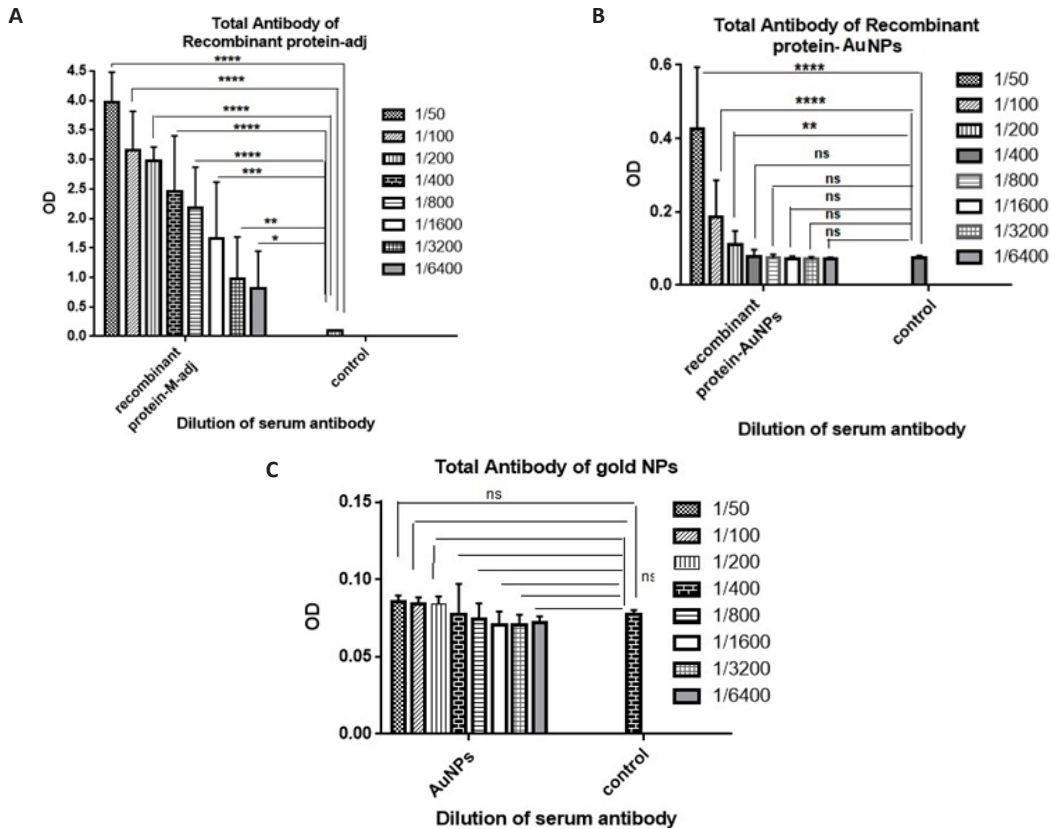 A
Total Antibody of
Recombinant protein-adj
4.5
4.0
3.5
3.0
2.5
2.0
1.5
1.0
0.5
0.0
OD
****
****
****
****
****
***
**
*
1/50
1/100
1/200
1/400
1/800
1/1600
1/3200
1/6400
recombinant
protein-M-adj
control
Dilution of serum antibody
B
Total Antibody of Recombinant
protein-AuNPs
0.6
0.4
0.2
0.0
OD
****
****
**
ns
ns
ns
ns
ns
1/50
1/100
1/200
1/400
1/800
1/1600
1/3200
1/6400
recombinant
protein-AuNPs
control
Dilution of serum antibody
C
Total Antibody of gold NPs
0.15
0.10
0.05
0.00
OD
ns
ns
1/50
1/100
1/200
1/400
1/800
1/1600
1/3200
1/6400
AuNPs
control
Dilution of serum antibody